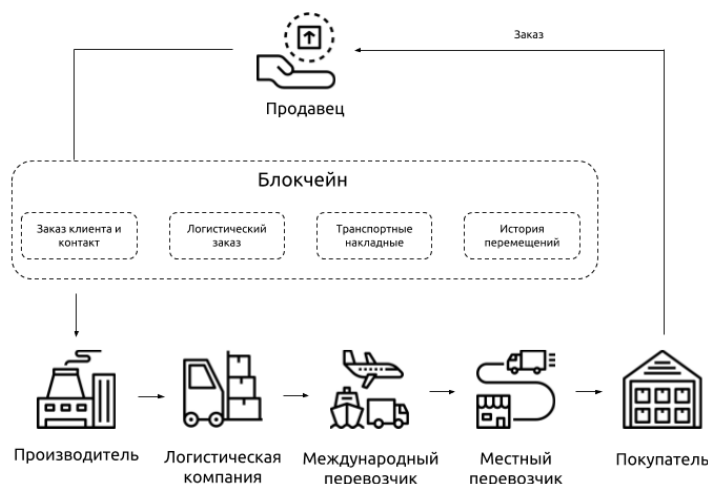 Заказ
Продавец
Блокчейн
Заказ клиента и
контакт
Логистический
заказ
Транспортные
накладные
История
перемещений
Производитель
Логистическая
компания
Международный
перевозчик
Местный
перевозчик
Покупатель